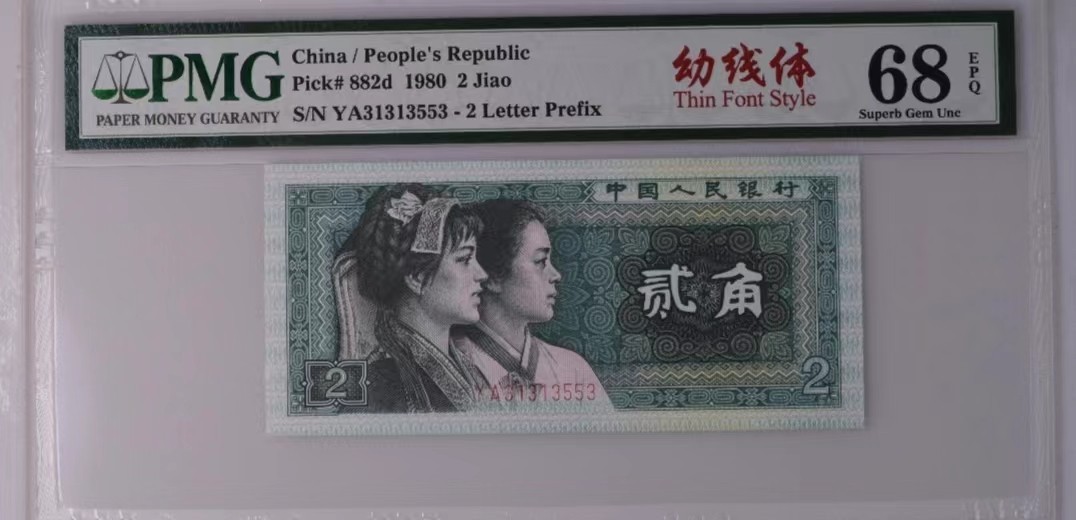 PMG
PAPER MONEY GUARANTY
China / People's Republic
Pick# 882d 1980 2 Jiao
S/N YA31313553 - 2 Letter Prefix
幼线体
Thin Font Style
68
EPQ
Superb Gem Unc
中国人民银行
贰角
2
2
YA31313553